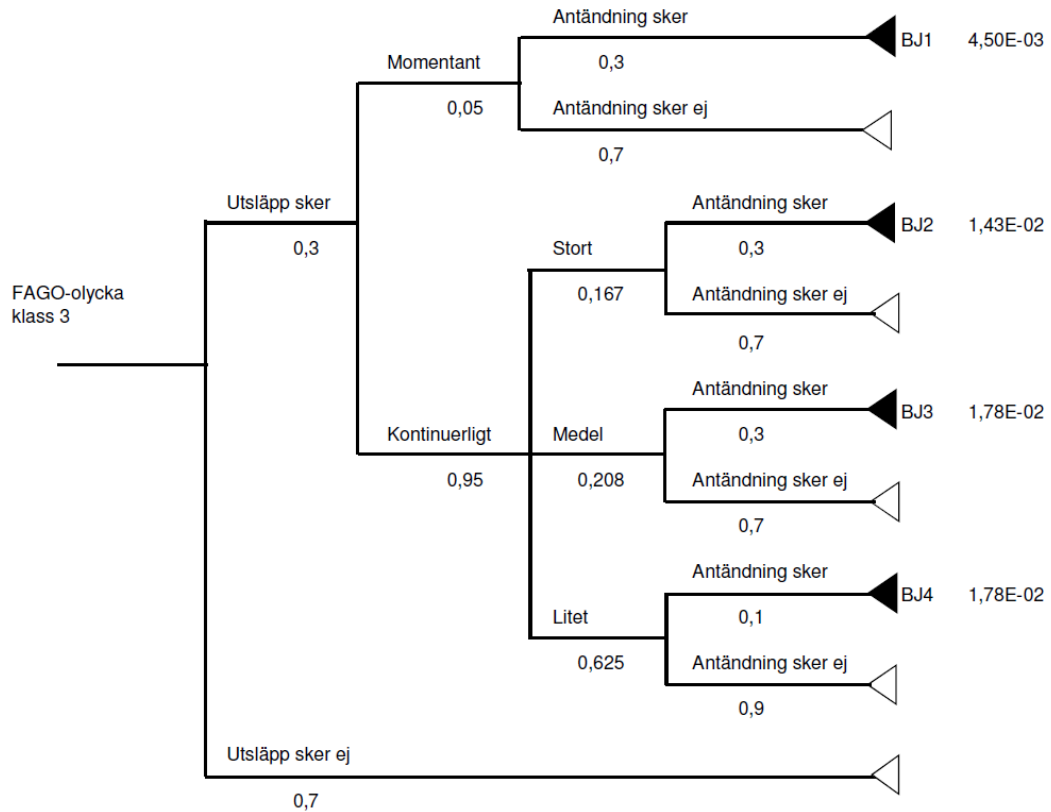 Antändning sker
BJ1 4,50E-03
0,3
Momentant
0,05
Antändning sker ej
0,7
Utsläpp sker
0,3
Antändning sker
BJ2 1,43E-02
0,3
Stort
0,167
Antändning sker ej
0,7
FAGO-olycka
klass 3
Antändning sker
BJ3 1,78E-02
0,3
Kontinuerligt
0,95
Medel
0,208
Antändning sker ej
0,7
Antändning sker
BJ4 1,78E-02
0,1
Litet
0,625
Antändning sker ej
0,9
Utsläpp sker ej
0,7